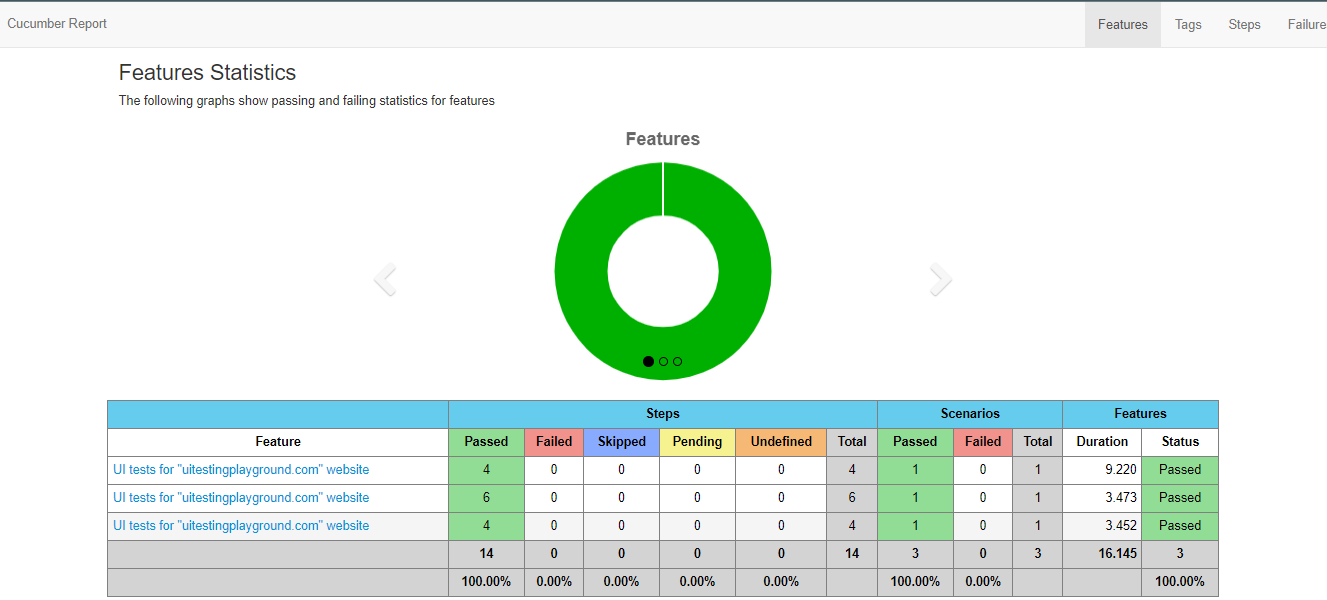 Cucumber Report Features Tags Steps Failure
Features Statistics
The following graphs show passing and failing statistics for features
Features
Steps Scenarios Features
Feature Passed Failed Skipped Pending Undefined Total Passed Failed Total Duration Status
UI tests for "uitestingplayground.com" website 4 0 0 0 0 4 1 0 1 9.220 Passed
UI tests for "uitestingplayground.com" website 6 0 0 0 0 6 1 0 1 3.473 Passed
UI tests for "uitestingplayground.com" website 4 0 0 0 0 4 1 0 1 3.452 Passed
14 0 0 0 0 14 3 0 3 16.145 3
100.00% 0.00% 0.00% 0.00% 0.00% 100.00% 0.00% 100.00%